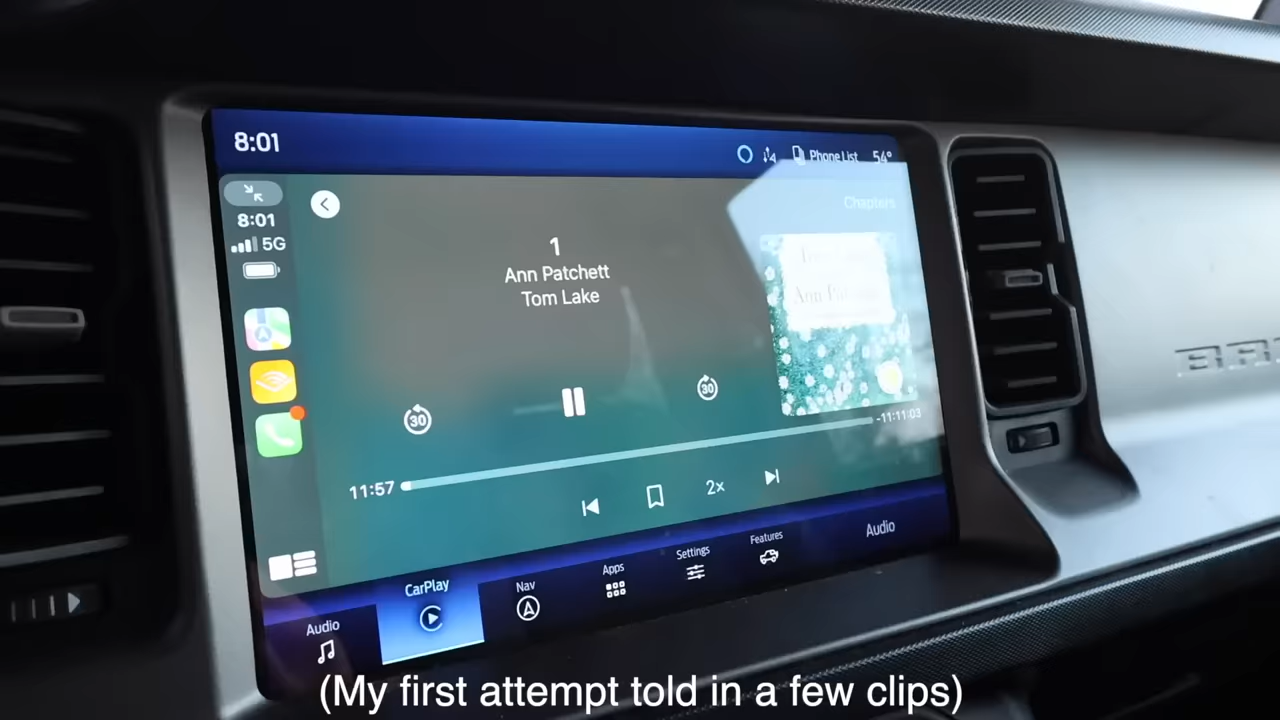 8:01
Phone List 54°
8:01
5G
Chapters
1
Ann Patchett
Tom Lake
30
30
11:57
-11:11:03
2x
Audio
CarPlay
Nav
Apps
Settings
Features
Audio
(My first attempt told in a few clips)